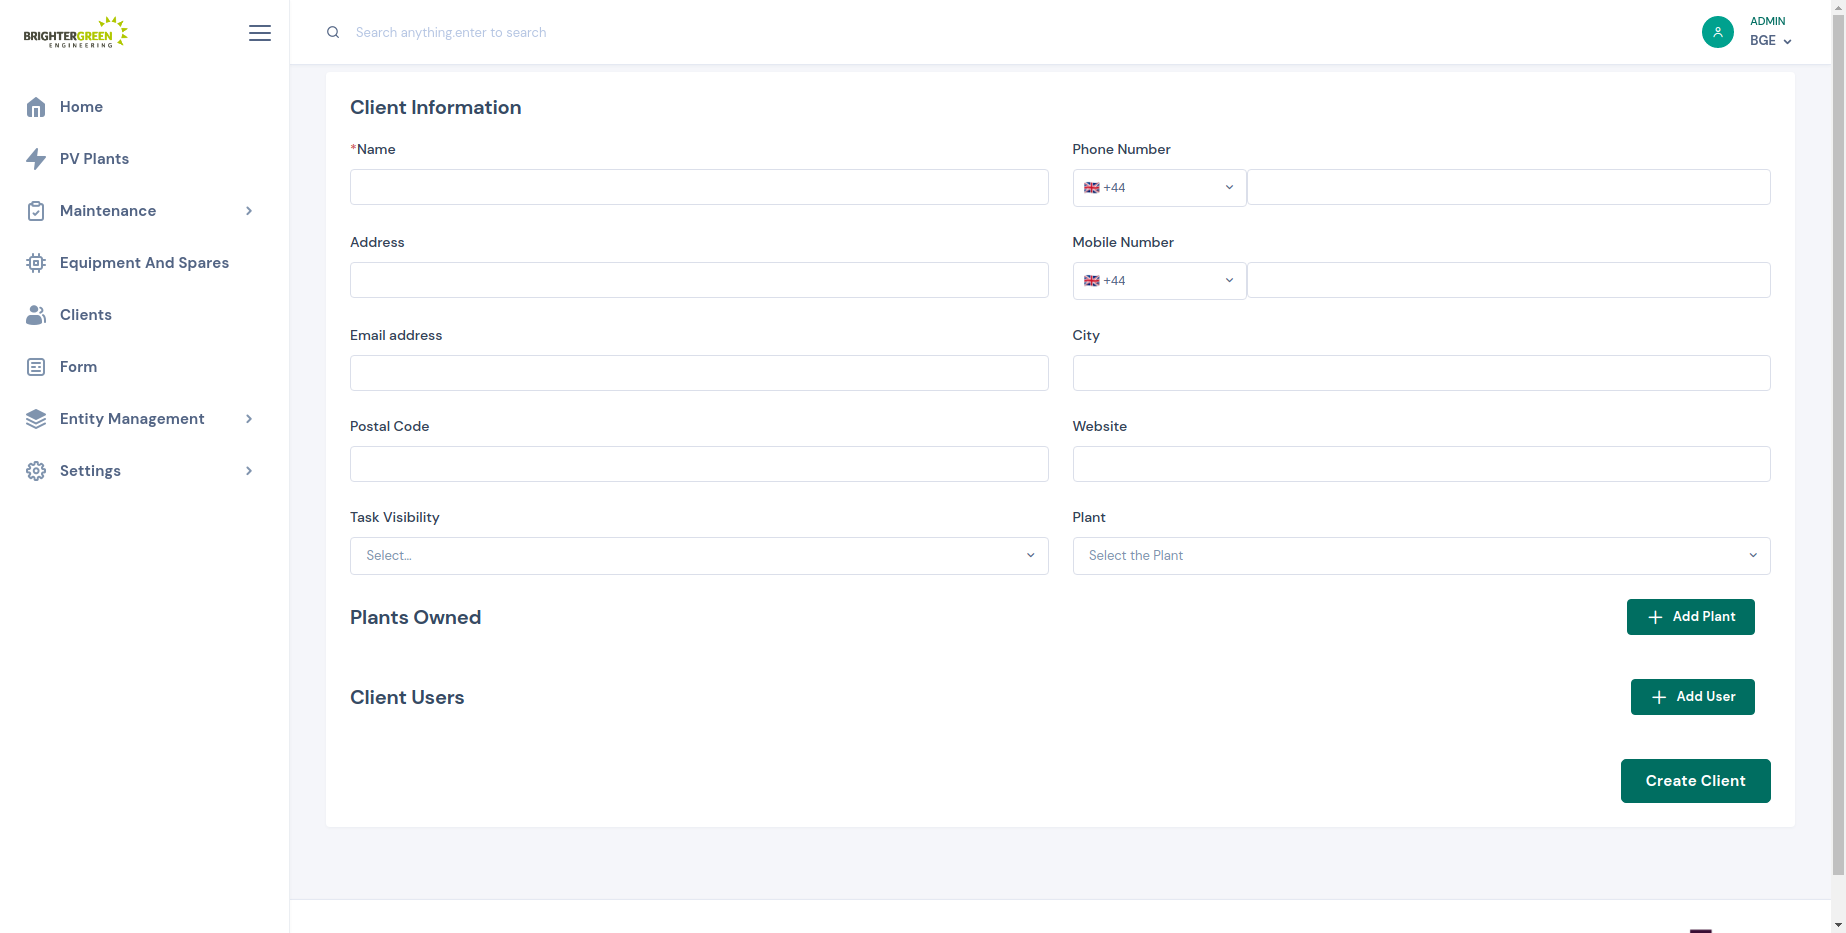 BRIGHTERGREEN
ENGINEERING
Search anything.enter to search
ADMIN
BGE
Home
PV Plants
Maintenance
Equipment And Spares
Clients
Form
Entity Management
Settings
Client Information
*Name
Phone Number
+44
Address
Mobile Number
+44
Email address
City
Postal Code
Website
Task Visibility
Plant
Select...
Select the Plant
Plants Owned
Add Plant
Client Users
Add User
Create Client